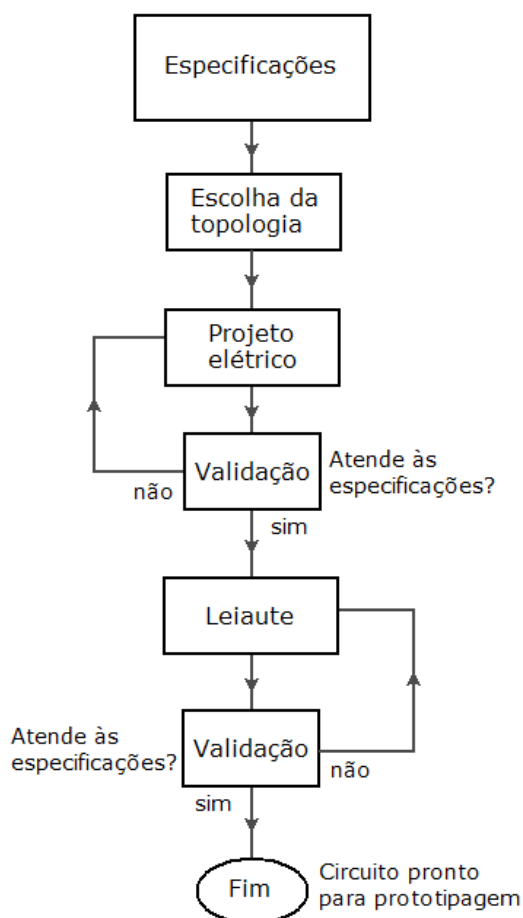 Especificações
Escolha da
topologia
Projeto
elétrico
Validação
Atende às
especificações?
não
sim
Leiaute
Atende às
especificações?
Validação
não
sim
Fim
Circuito pronto
para prototipagem